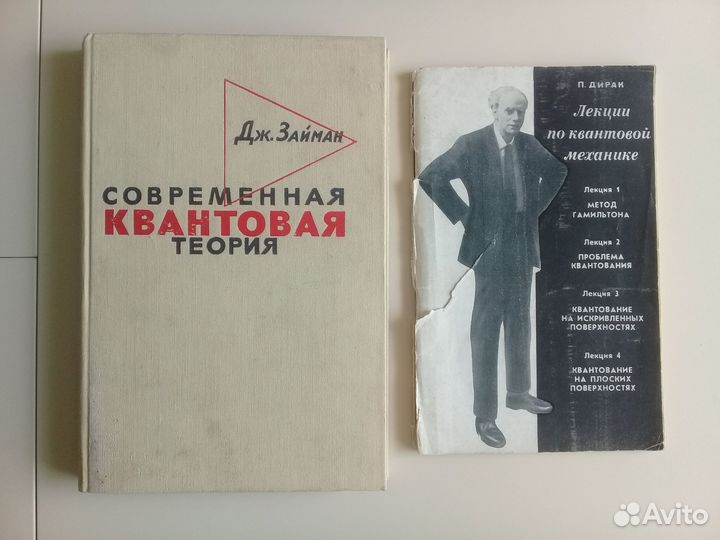 Дж. Займан
СОВРЕМЕННАЯ
КВАНТОВАЯ
ТЕОРИЯ
П. ДИРАК
Лекции
по квантовой
механике
Лекция 1
МЕТОД
ГАМИЛЬТОНА
Лекция 2
ПРОБЛЕМА
КВАНТОВАНИЯ
Лекция 3
КВАНТОВАНИЕ
НА ИСКРИВЛЕННЫХ
ПОВЕРХНОСТЯХ
Лекция 4
КВАНТОВАНИЕ
НА ПЛОСКИХ
ПОВЕРХНОСТЯХ
Avito